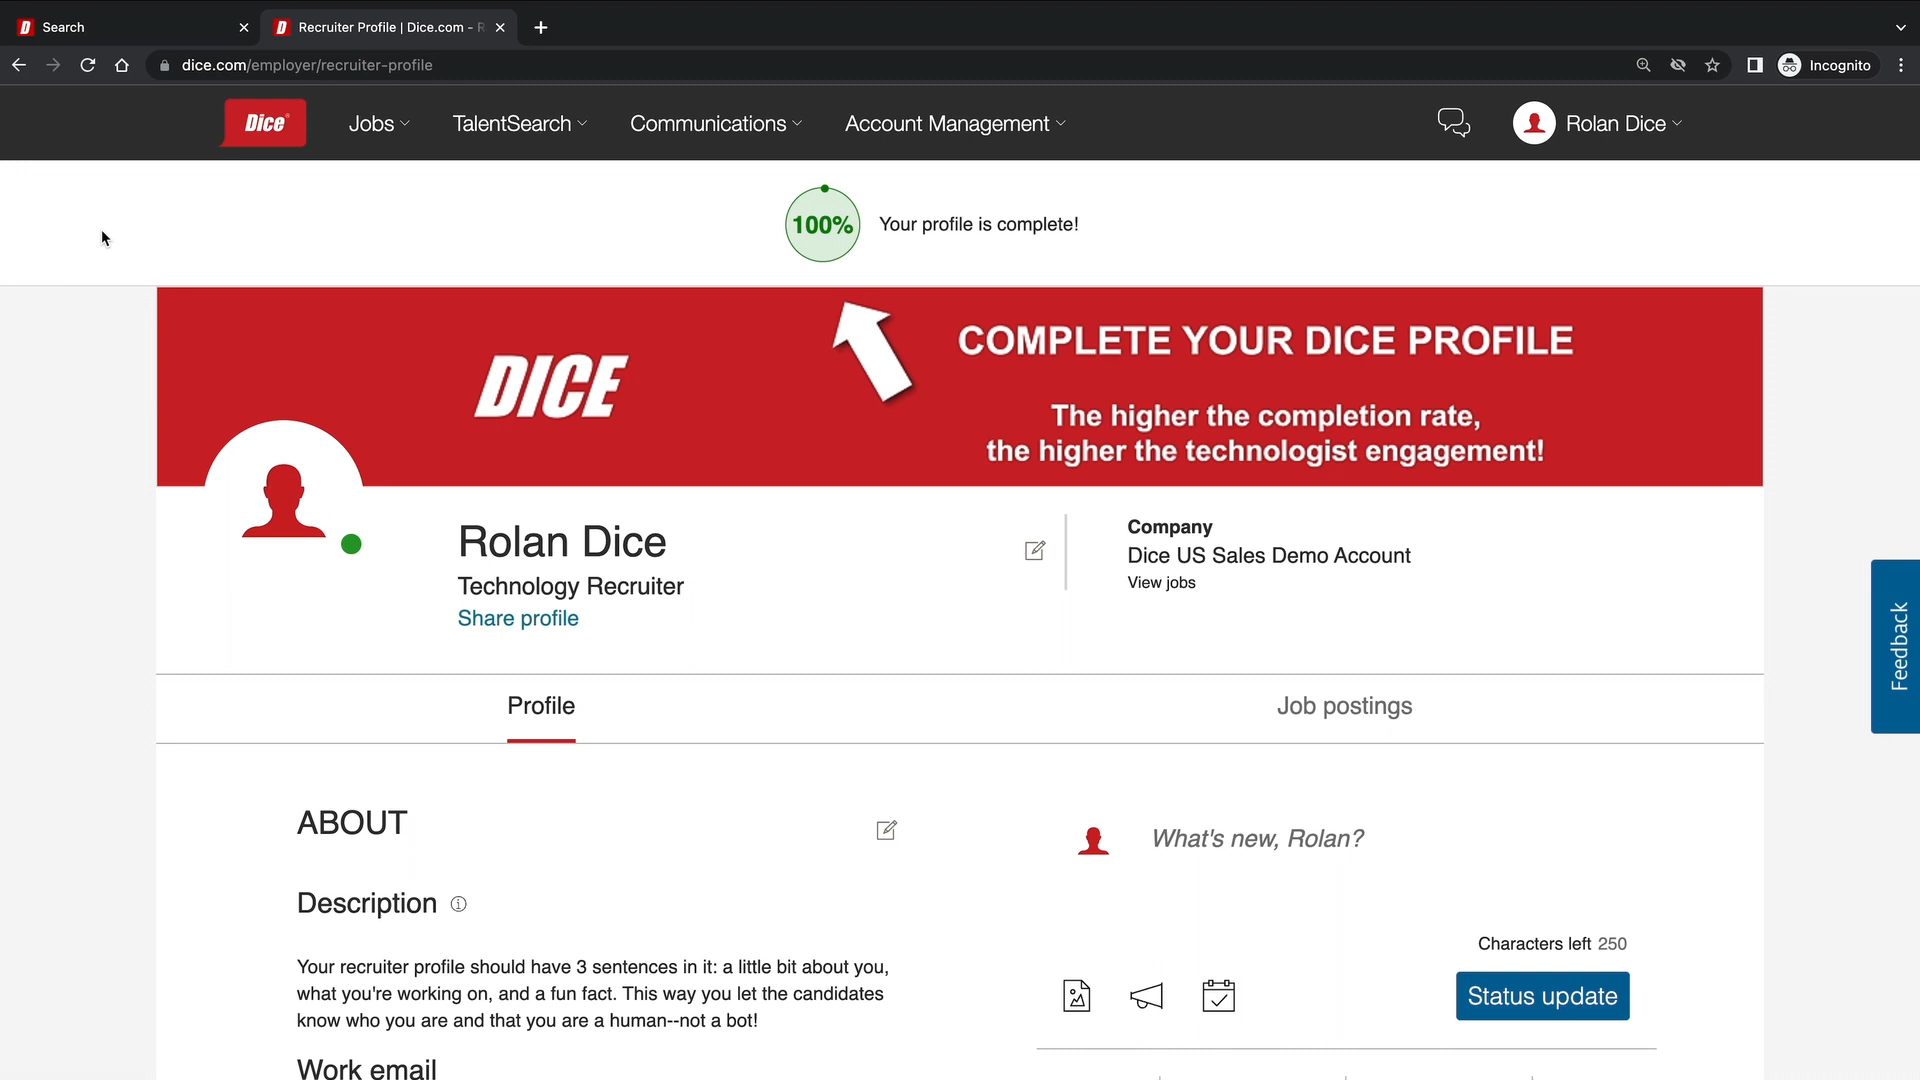 Search
Recruiter Profile | Dice.com - R
dice.com/employer/recruiter-profile
Incognito
Dice
Jobs
TalentSearch
Communications
Account Management
Rolan Dice
100%
Your profile is complete!
DICE
COMPLETE YOUR DICE PROFILE
The higher the completion rate,
the higher the technologist engagement!
Rolan Dice
Technology Recruiter
Share profile
Company
Dice US Sales Demo Account
View jobs
Feedback
Profile
Job postings
ABOUT
What's new, Rolan?
Description
Characters left 250
Your recruiter profile should have 3 sentences in it: a little bit about you,
what you're working on, and a fun fact. This way you let the candidates
know who you are and that you are a human--not a bot!
Status update
Work email